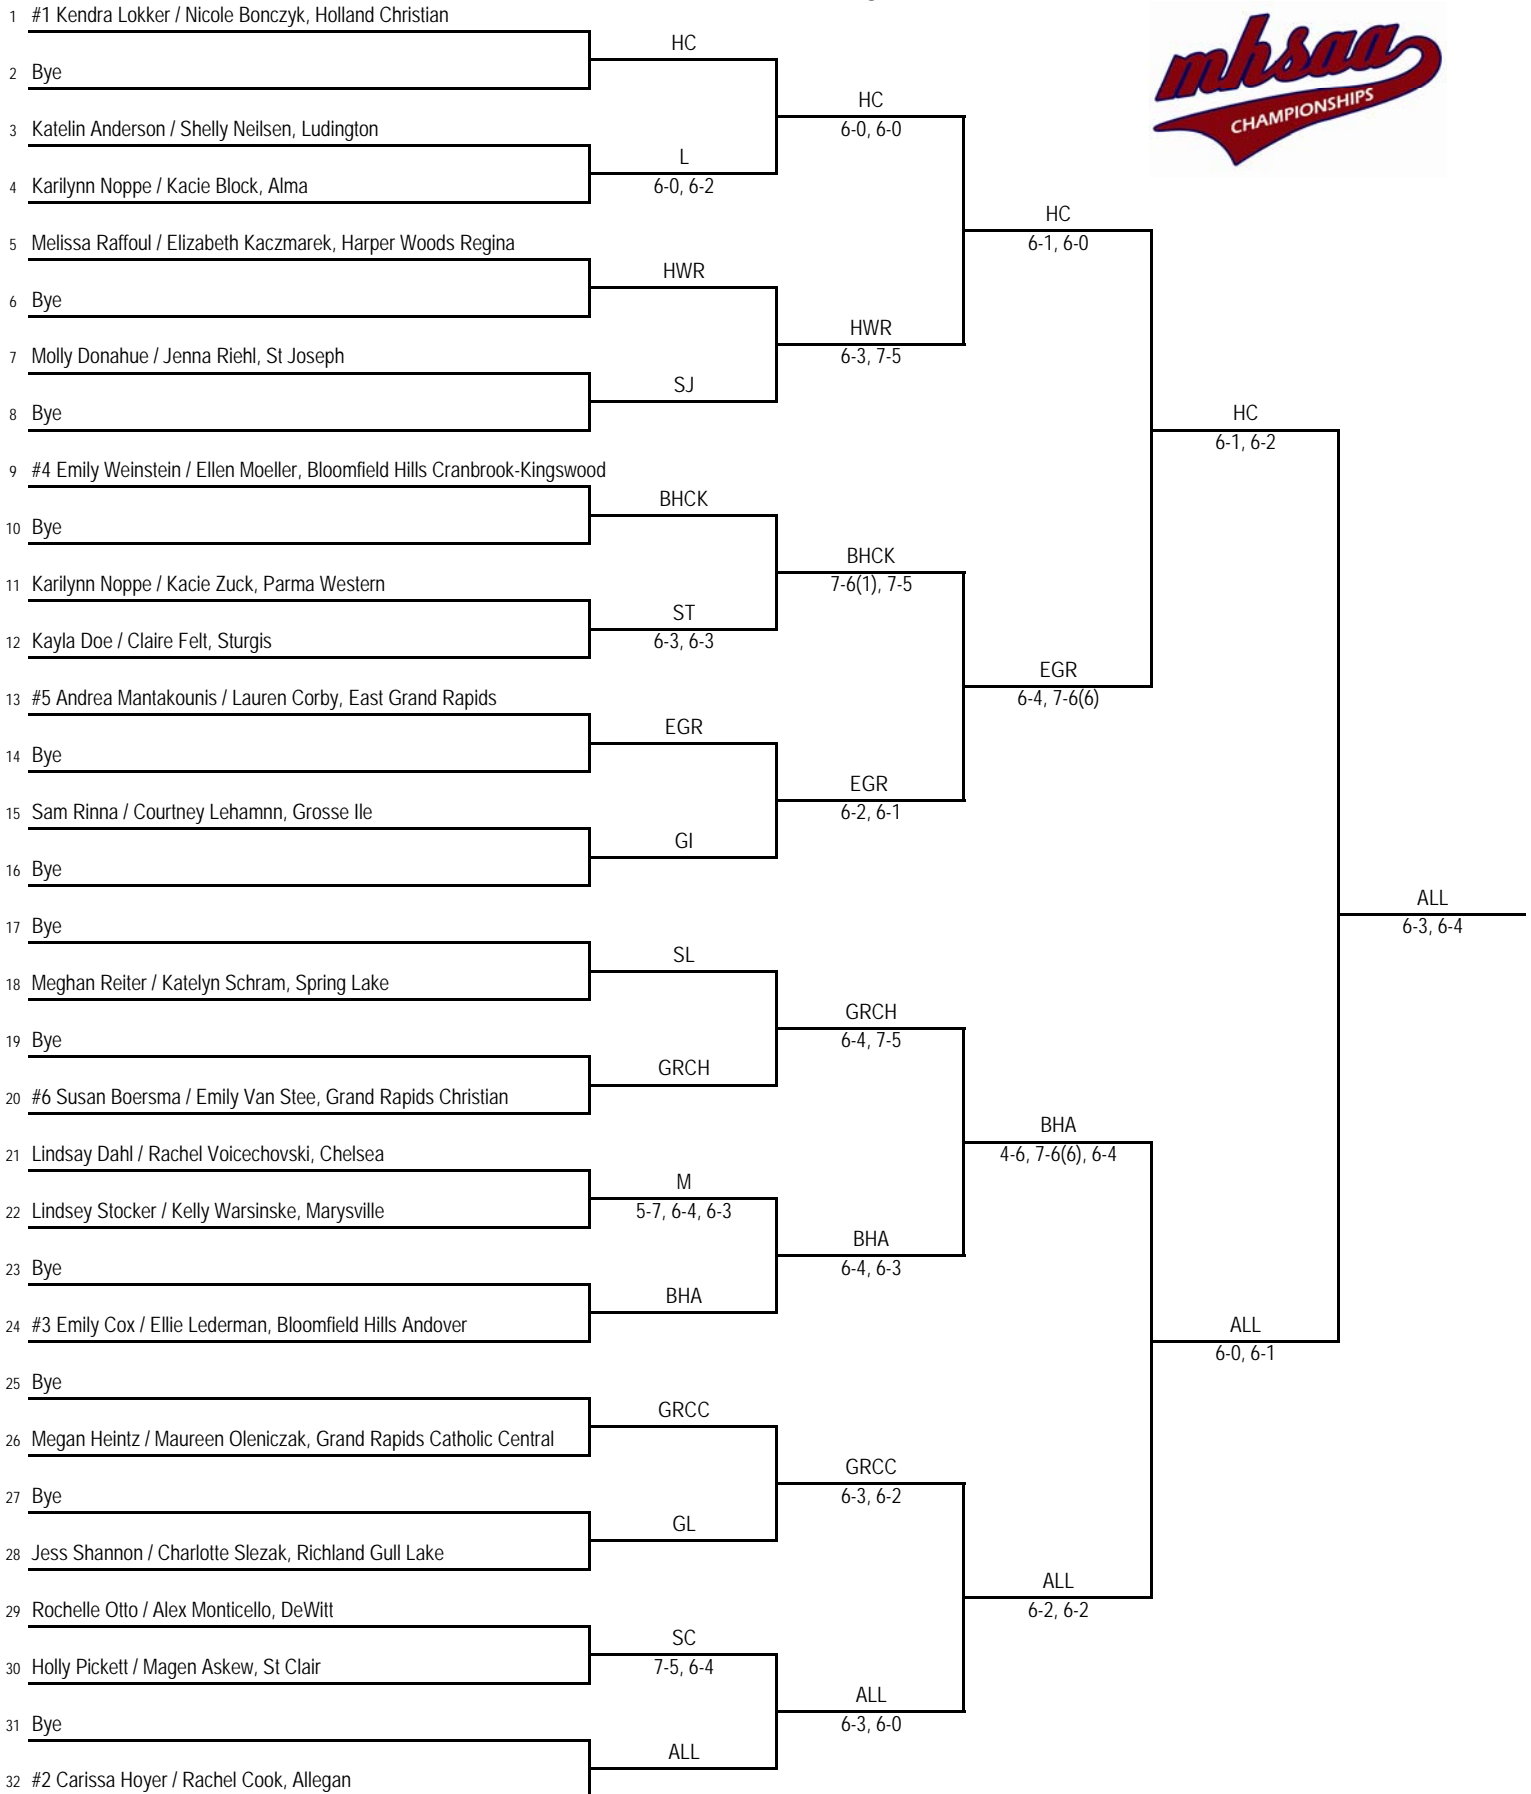 1 #1 Kendra Lokker / Nicole Bonczyk, Holland Christian
mhsaa
CHAMPIONSHIPS
HC
2 Bye
HC
6-0, 6-0
3 Katelin Anderson / Shelly Neilsen, Ludington
L
6-0, 6-2
4 Karilynn Noppe / Kacie Block, Alma
HC
6-1, 6-0
5 Melissa Raffoul / Elizabeth Kaczmarek, Harper Woods Regina
HWR
6 Bye
HWR
6-3, 7-5
7 Molly Donahue / Jenna Riehl, St Joseph
SJ
8 Bye
HC
6-1, 6-2
9 #4 Emily Weinstein / Ellen Moeller, Bloomfield Hills Cranbrook-Kingswood
BHCK
10 Bye
BHCK
7-6(1), 7-5
11 Karilynn Noppe / Kacie Zuck, Parma Western
ST
6-3, 6-3
12 Kayla Doe / Claire Felt, Sturgis
EGR
6-4, 7-6(6)
13 #5 Andrea Mantakounis / Lauren Corby, East Grand Rapids
EGR
14 Bye
EGR
6-2, 6-1
15 Sam Rinna / Courtney Lehamnn, Grosse Ile
GI
16 Bye
ALL
6-3, 6-4
17 Bye
SL
18 Meghan Reiter / Katelyn Schram, Spring Lake
GRCH
6-4, 7-5
19 Bye
GRCH
20 #6 Susan Boersma / Emily Van Stee, Grand Rapids Christian
BHA
4-6, 7-6(6), 6-4
21 Lindsay Dahl / Rachel Voicechovski, Chelsea
M
5-7, 6-4, 6-3
22 Lindsey Stocker / Kelly Warsinske, Marysville
BHA
6-4, 6-3
23 Bye
BHA
24 #3 Emily Cox / Ellie Lederman, Bloomfield Hills Andover
ALL
6-0, 6-1
25 Bye
GRCC
26 Megan Heintz / Maureen Oleniczak, Grand Rapids Catholic Central
GRCC
6-3, 6-2
27 Bye
GL
28 Jess Shannon / Charlotte Slezak, Richland Gull Lake
ALL
6-2, 6-2
29 Rochelle Otto / Alex Monticello, DeWitt
SC
7-5, 6-4
30 Holly Pickett / Magen Askew, St Clair
ALL
6-3, 6-0
31 Bye
ALL
32 #2 Carissa Hoyer / Rachel Cook, Allegan